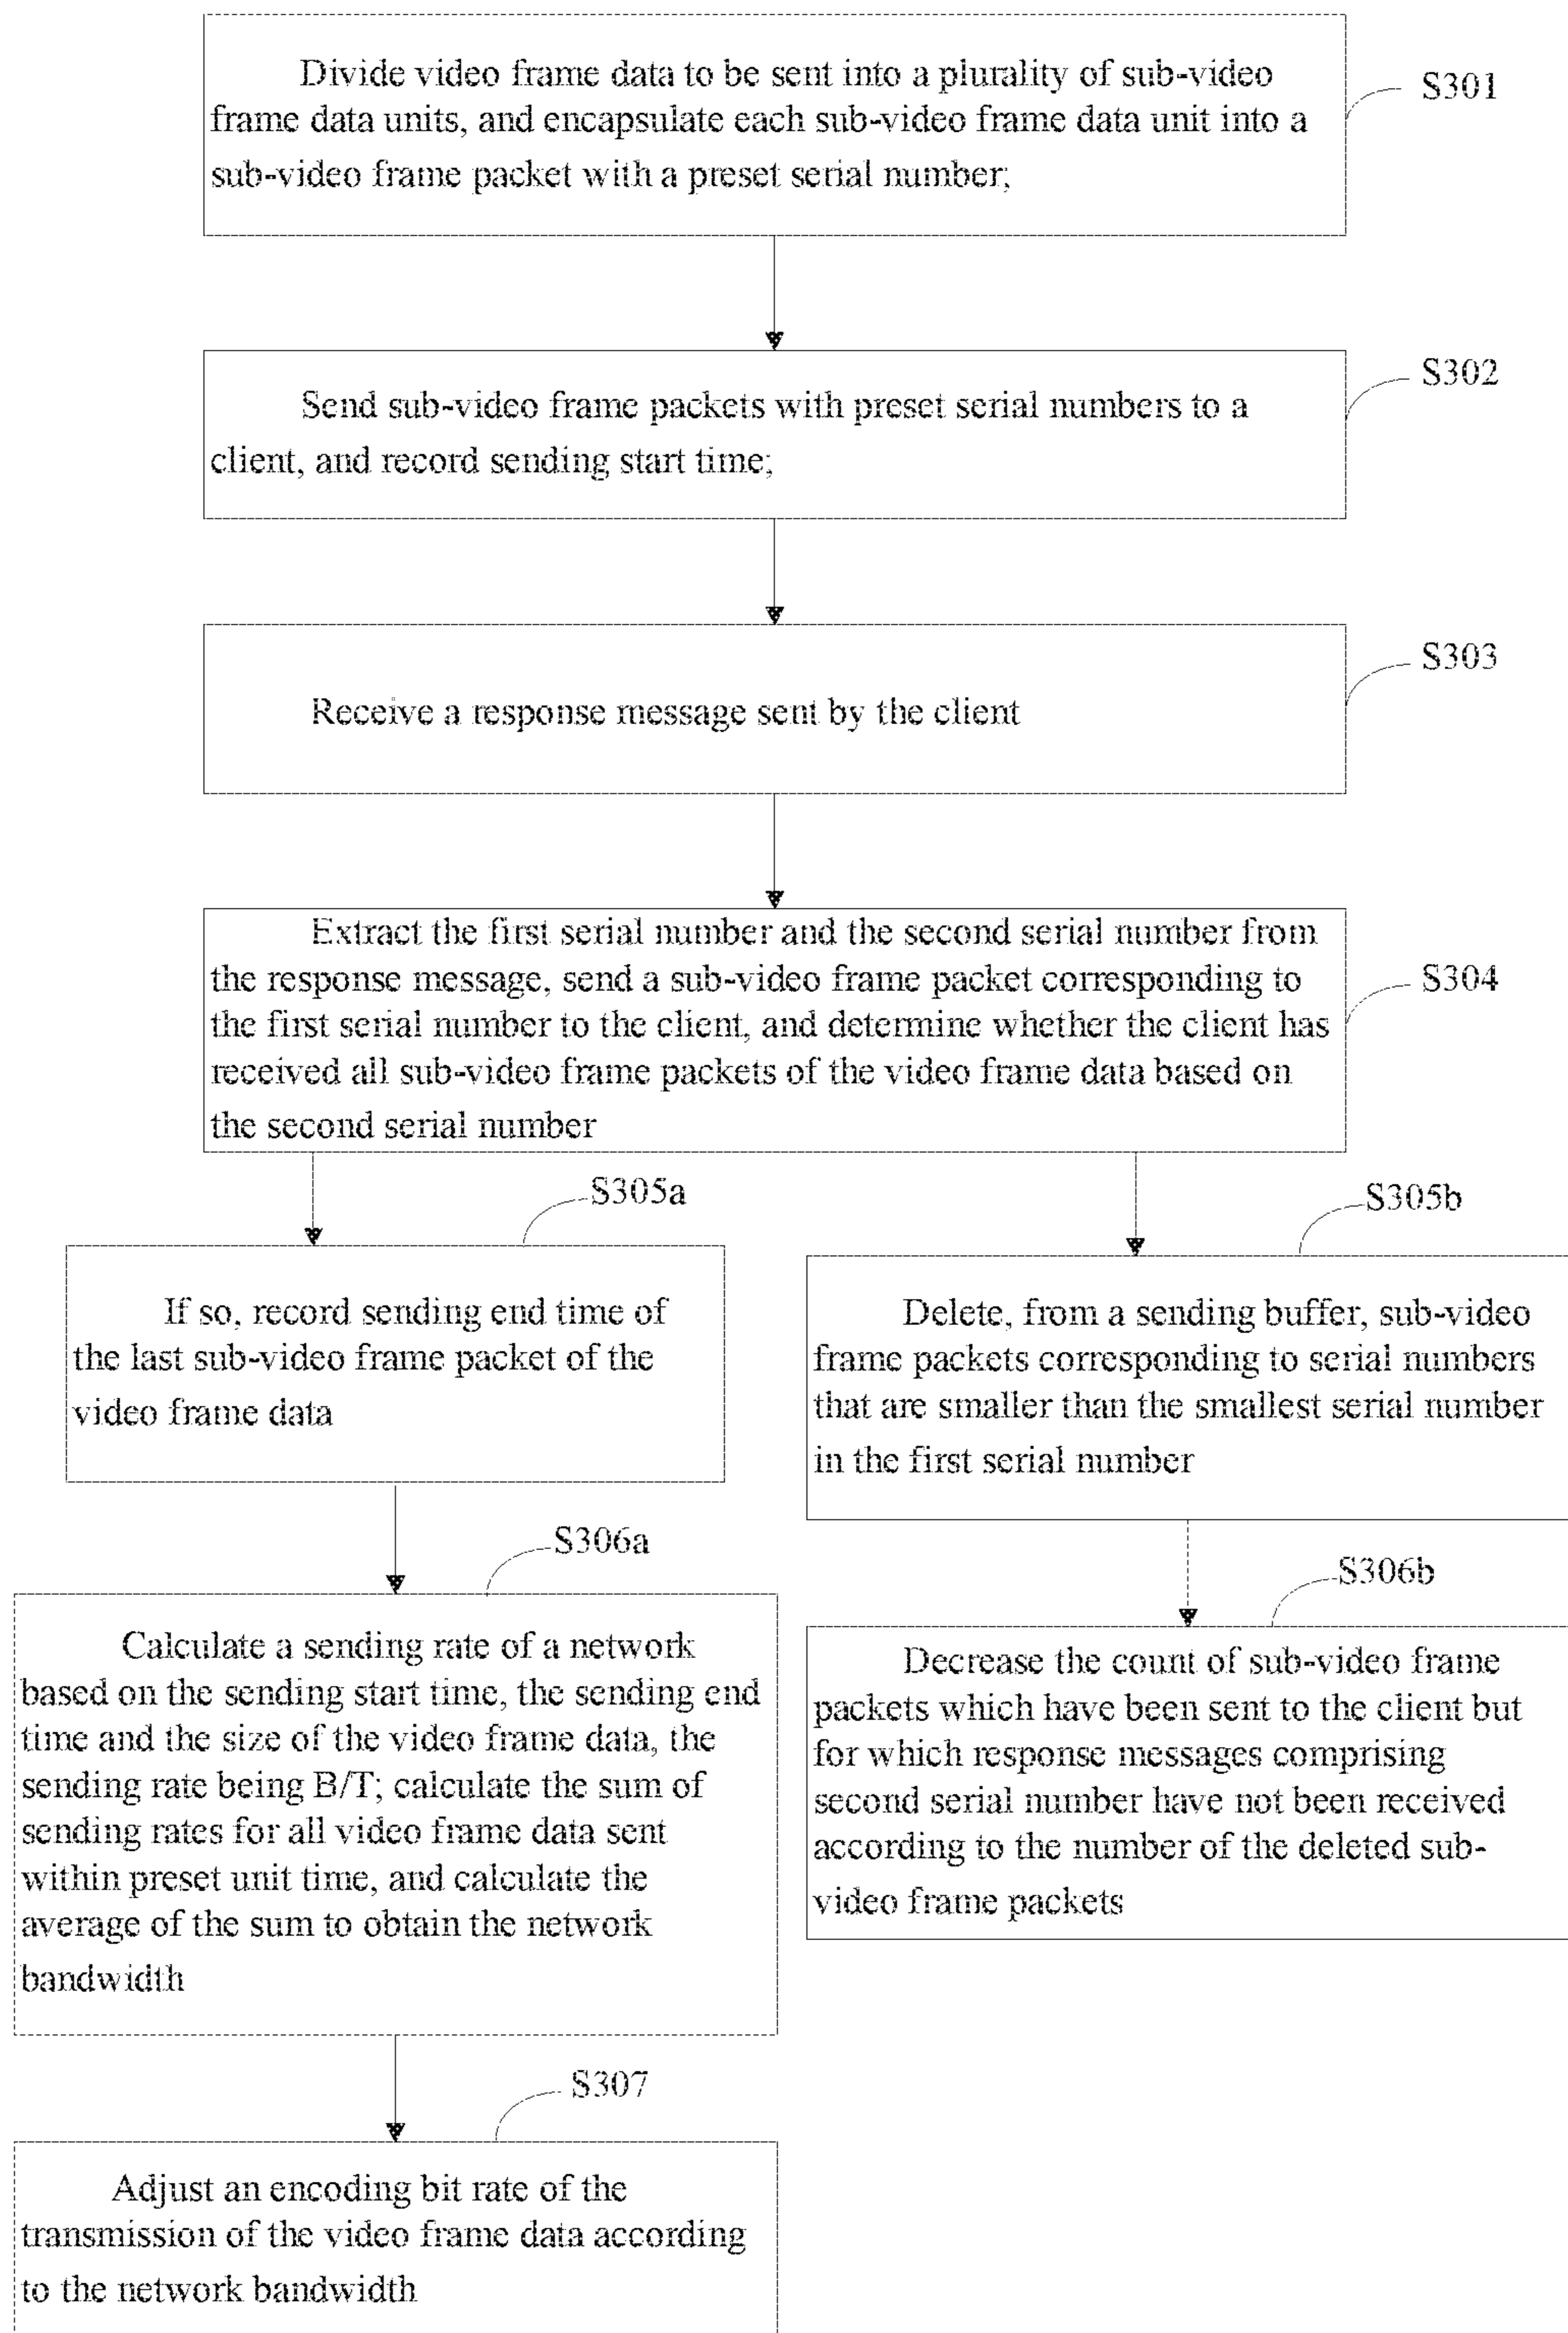 Divide video frame data to be sent into a plurality of sub-video
frame data units, and encapsulate each sub-video frame data unit into a
sub-video frame packet with a preset serial number;
S301
Send sub-video frame packets with preset serial numbers to a
client, and record sending start time;
S302
Receive a response message sent by the client
S303
Extract the first serial number and the second serial number from
the response message, send a sub-video frame packet corresponding to
the first serial number to the client, and determine whether the client has
received all sub-video frame packets of the video frame data based on
the second serial number
S304
S305a
If so, record sending end time of
the last sub-video frame packet of the
video frame data
S305b
Delete, from a sending buffer, sub-video
frame packets corresponding to serial numbers
that are smaller than the smallest serial number
in the first serial number
S306a
Calculate a sending rate of a network
based on the sending start time, the sending end
time and the size of the video frame data, the
sending rate being B/T; calculate the sum of
sending rates for all video frame data sent
within preset unit time, and calculate the
average of the sum to obtain the network
bandwidth
S306b
Decrease the count of sub-video frame
packets which have been sent to the client but
for which response messages comprising
second serial number have not been received
according to the number of the deleted sub-
video frame packets
S307
Adjust an encoding bit rate of the
transmission of the video frame data according
to the network bandwidth